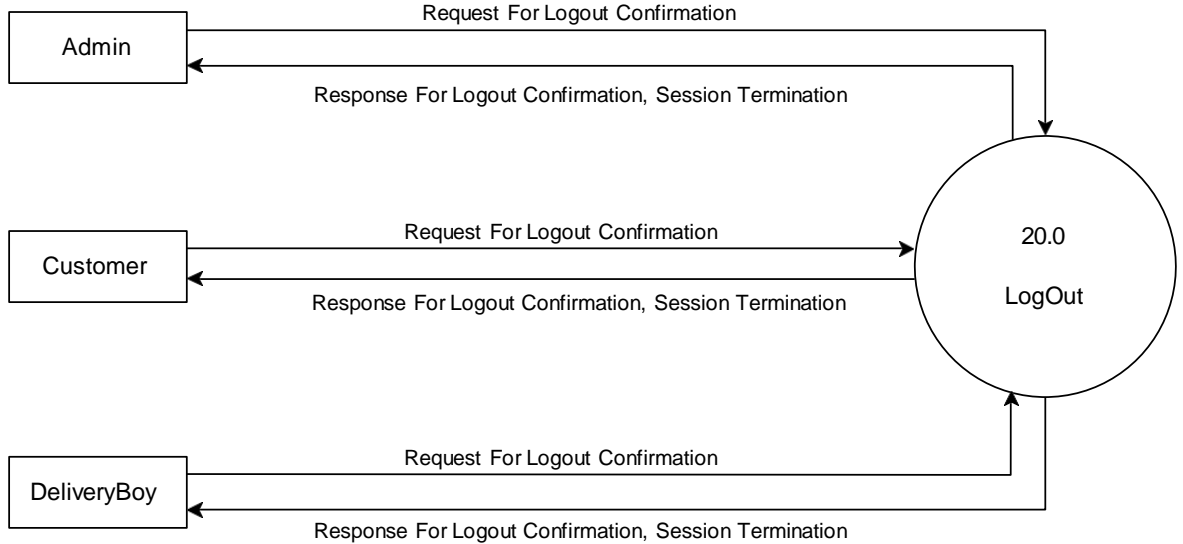 Request For Logout Confirmation
Admin
Response For Logout Confirmation, Session Termination
Request For Logout Confirmation
20.0
Customer
LogOut
Response For Logout Confirmation, Session Termination
Request For Logout Confirmation
DeliveryBoy
Response For Logout Confirmation, Session Termination